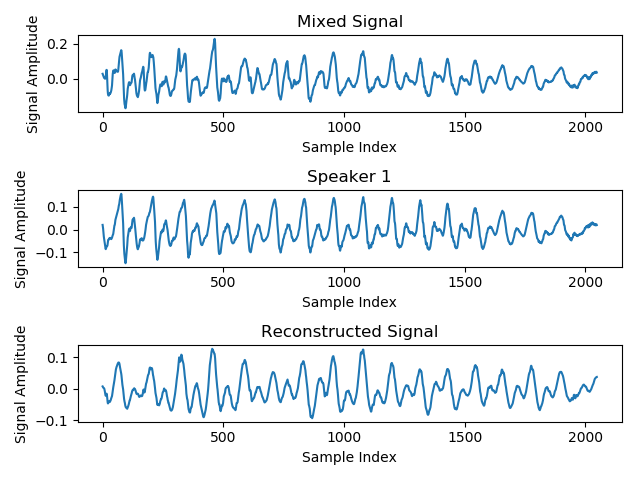 Mixed Signal
Signal Amplitude
0.2
0.0
0 500 1000 1500 2000
Sample Index
Speaker 1
Signal Amplitude
0.1
0.0
−0.1
0 500 1000 1500 2000
Sample Index
Reconstructed Signal
Signal Amplitude
0.1
0.0
−0.1
0 500 1000 1500 2000
Sample Index